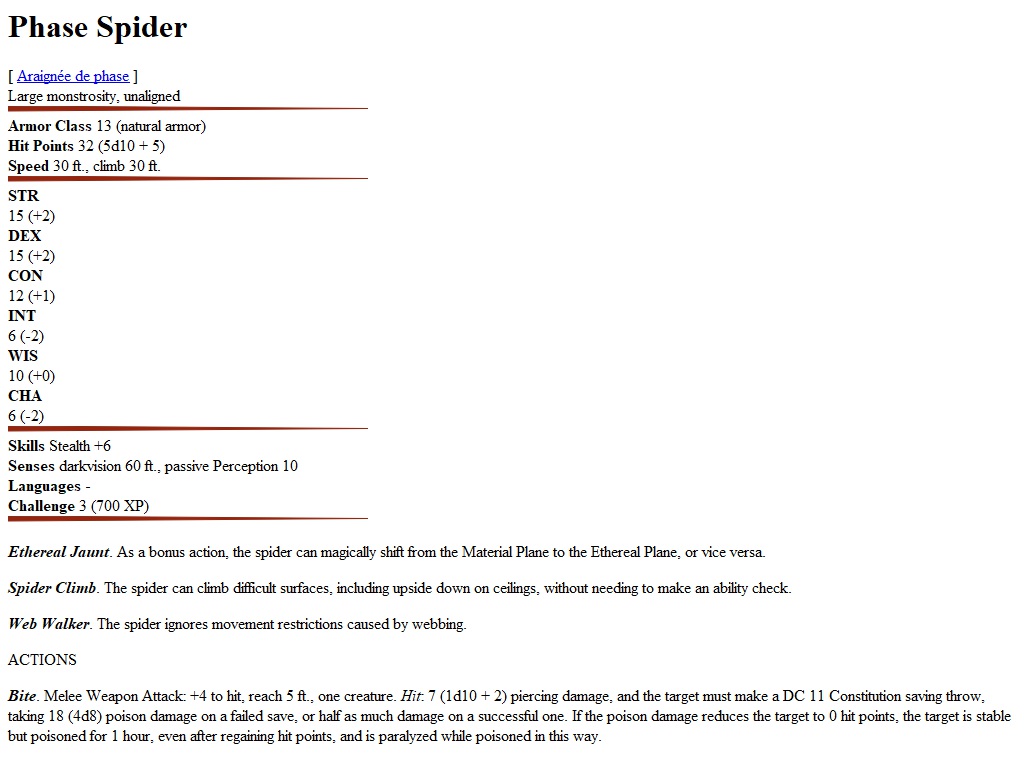 Phase Spider
[ Araignée de phase ]
Large monstrosity, unaligned
Armor Class 13 (natural armor)
Hit Points 32 (5d10 + 5)
Speed 30 ft., climb 30 ft.
STR
15 (+2)
DEX
15 (+2)
CON
12 (+1)
INT
6 (-2)
WIS
10 (+0)
CHA
6 (-2)
Skills Stealth +6
Senses darkvision 60 ft., passive Perception 10
Languages -
Challenge 3 (700 XP)
Ethereal Jaunt. As a bonus action, the spider can magically shift from the Material Plane to the Ethereal Plane, or vice versa.
Spider Climb. The spider can climb difficult surfaces, including upside down on ceilings, without needing to make an ability check.
Web Walker. The spider ignores movement restrictions caused by webbing.
ACTIONS
Bite. Melee Weapon Attack: +4 to hit, reach 5 ft., one creature. Hit: 7 (1d10 + 2) piercing damage, and the target must make a DC 11 Constitution saving throw,
taking 18 (4d8) poison damage on a failed save, or half as much damage on a successful one. If the poison damage reduces the target to 0 hit points, the target is stable
but poisoned for 1 hour, even after regaining hit points, and is paralyzed while poisoned in this way.